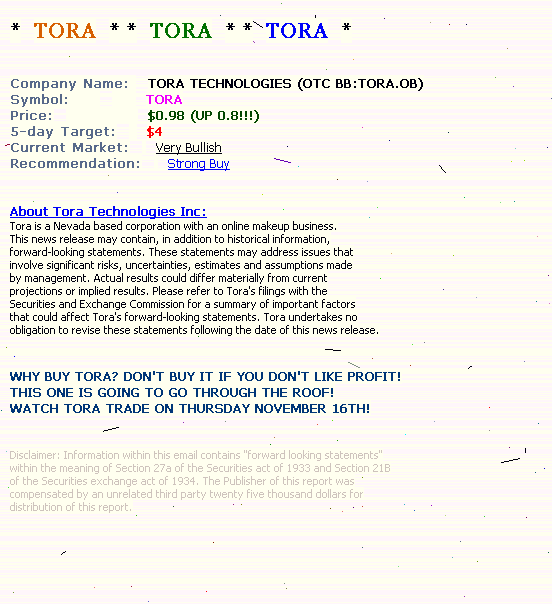 * TORA * * TORA * * TORA *
Company Name: TORA TECHNOLOGIES (OTC BB:TORA.OB)
Symbol: TORA
Price: $0.98 (UP 0.8!!!)
5-day Target: $4
Current Market: Very Bullish
Recommendation: Strong Buy
About Tora Technologies Inc:
Tora is a Nevada based corporation with an online makeup business.
This news release may contain, in addition to historical information,
forward-looking statements. These statements may address issues that
involve significant risks, uncertainties, estimates and assumptions made
by management. Actual results could differ materially from current
projections or implied results. Please refer to Tora's filings with the
Securities and Exchange Commission for a summary of important factors
that could affect Tora's forward-looking statements. Tora undertakes no
obligation to revise these statements following the date of this news release.
WHY BUY TORA? DON'T BUY IT IF YOU DON'T LIKE PROFIT!
THIS ONE IS GOING TO GO THROUGH THE ROOF!
WATCH TORA TRADE ON THURSDAY NOVEMBER 16TH!
Disclaimer: Information within this email contains "forward looking statements"
within the meaning of Section 27a of the Securities act of 1933 and Section 21B
of the Securities exchange act of 1934. The Publisher of this report was
compensated by an unrelated third party twenty five thousand dollars for
distribution of this report.